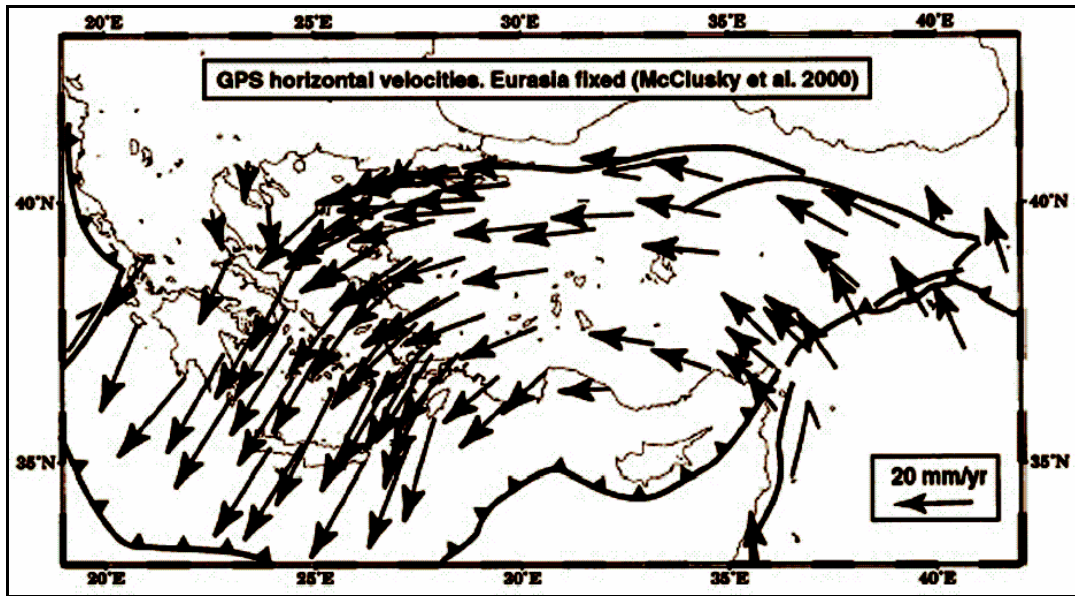 20°E 25°E 30°E 35°E 40°E
GPS horizontal velocities. Eurasia fixed (McClusky et al. 2000)
40°N 40°N
35°N 35°N
20 mm/yr
20°E 25°E 30°E 35°E 40°E